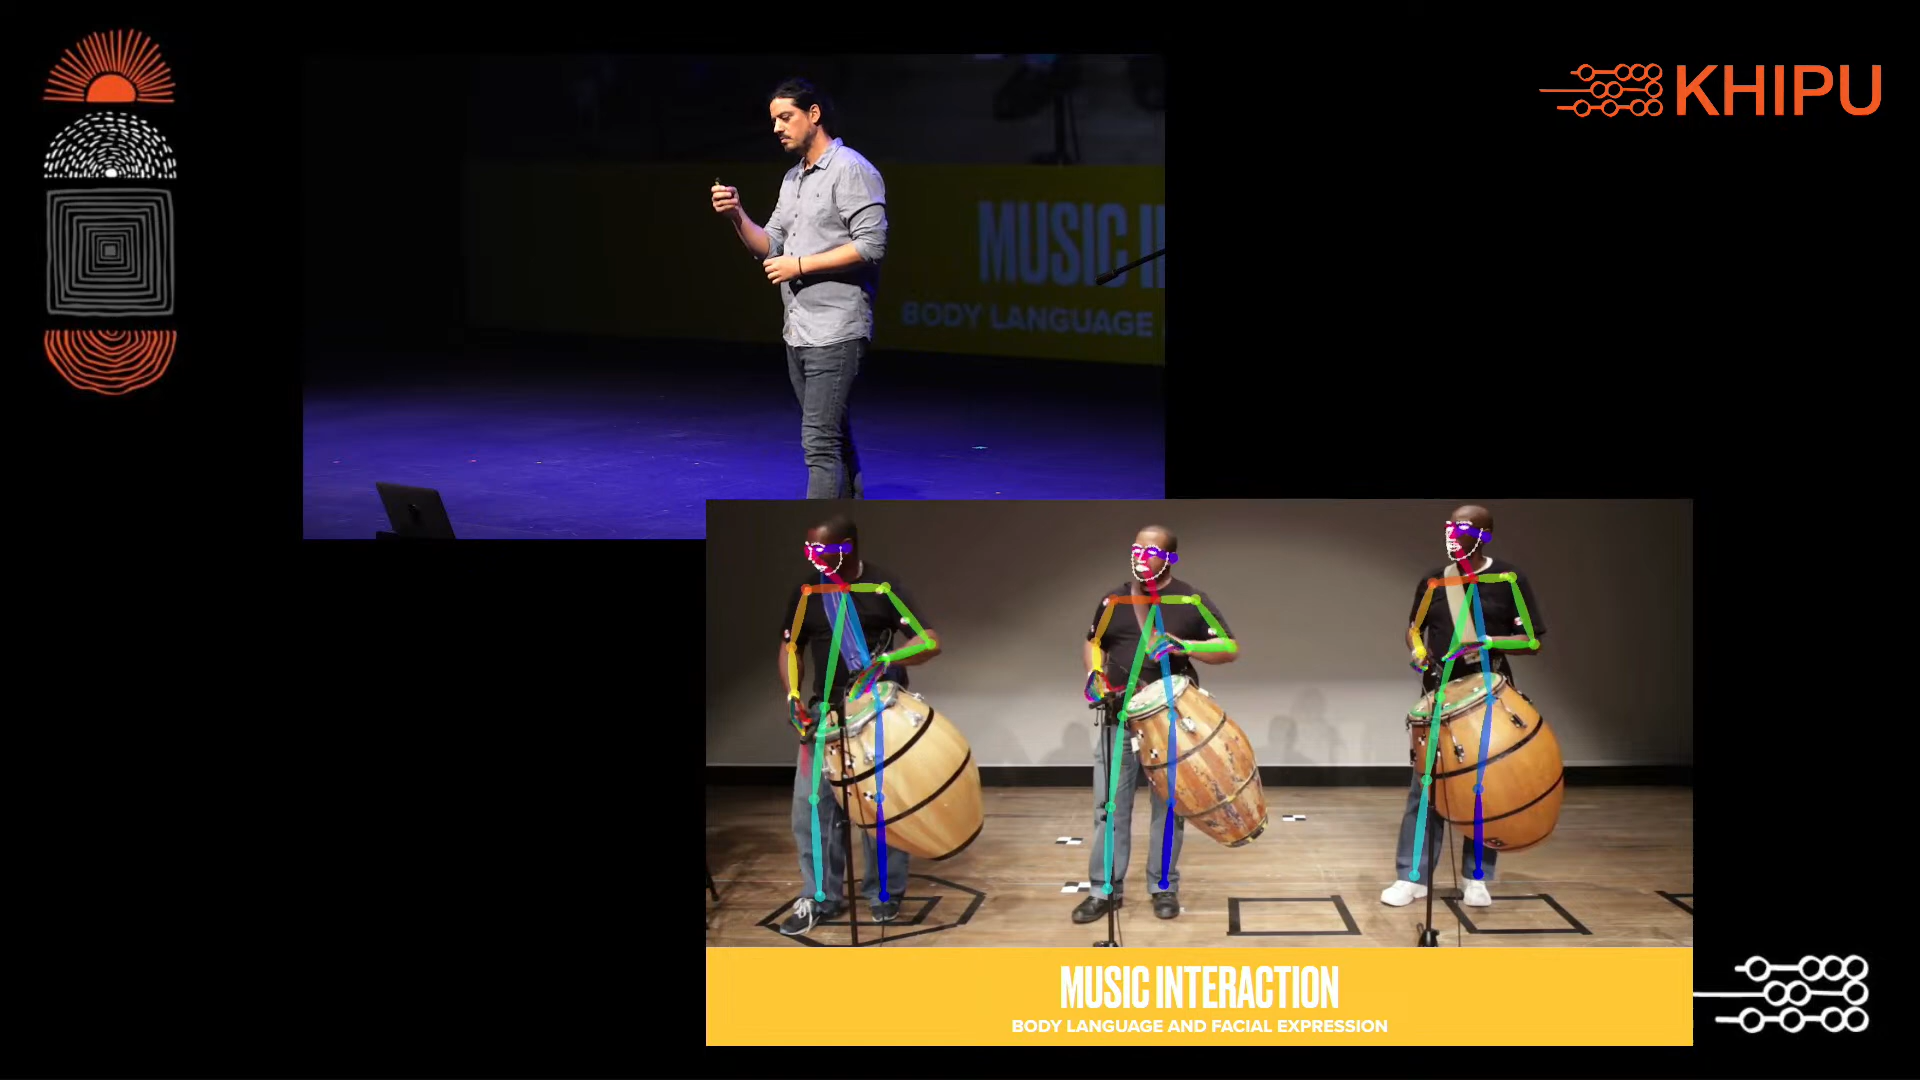 KHIPU
MUSIC I
BODY LANGUAGE
MUSIC INTERACTION
BODY LANGUAGE AND FACIAL EXPRESSION